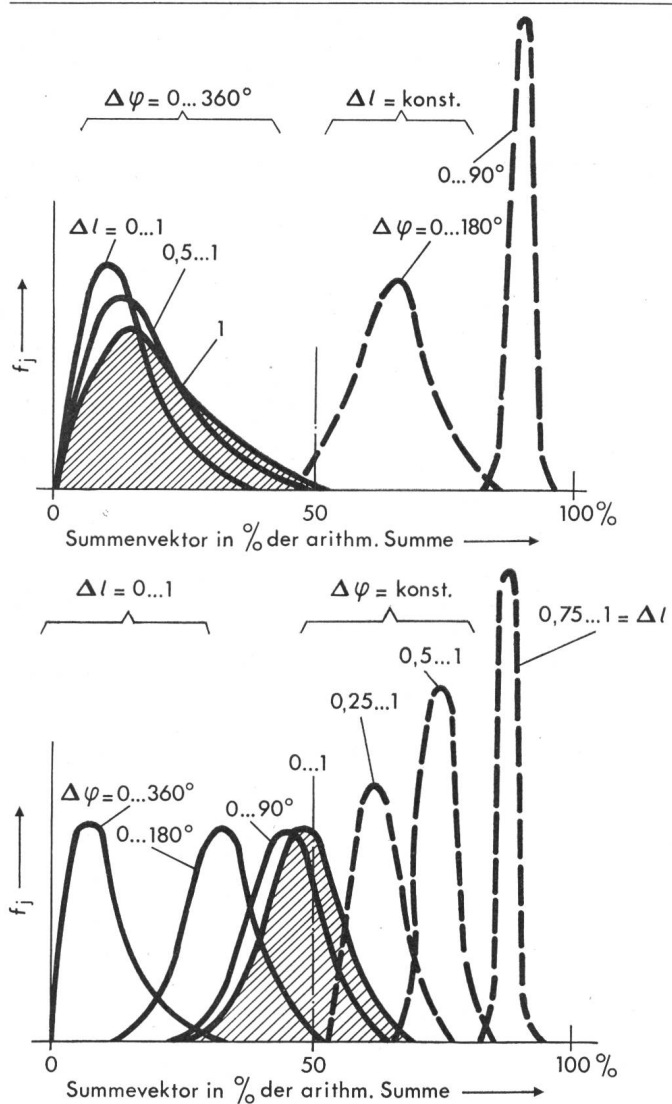 Δφ = 0...360°
Δl = konst.
0...90°
Δl = 0...1
0,5...1
1
Δφ = 0...180°
f_j
0
50
100 %
Summenvektor in % der arithm. Summe
Δl = 0...1
Δφ = konst.
0,75...1 = Δl
0,5...1
0,25...1
0...1
Δφ = 0...360°
0...90°
0...180°
f_j
0
50
100 %
Summevektor in % der arithm. Summe